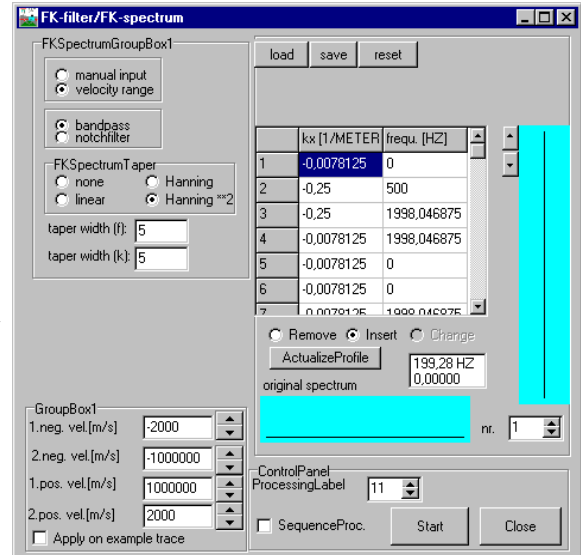 FK-filter/FK-spectrum
FKSpectrumGroupBox1
manual input
velocity range
bandpass
notchfilter
FKSpectrumTaper
none Hanning
linear Hanning **2
taper width (f): 5
taper width (k): 5
load save reset
kx [1/METER frequ. [HZ]
1 -0,0078125 0
2 -0,25 500
3 -0,25 1998,046875
4 -0,0078125 1998,046875
5 -0,0078125 0
6 -0,0078125 0
7 -0,0078125 1998,046875
Remove Insert Change
ActualizeProfile
199,28 HZ
0,00000
original spectrum
nr. 1
GroupBox1
1.neg. vel.[m/s] -2000
2.neg. vel.[m/s] -1000000
1.pos. vel.[m/s] 1000000
2.pos. vel.[m/s] 2000
Apply on example trace
ControlPanel
ProcessingLabel 11
SequenceProc. Start Close